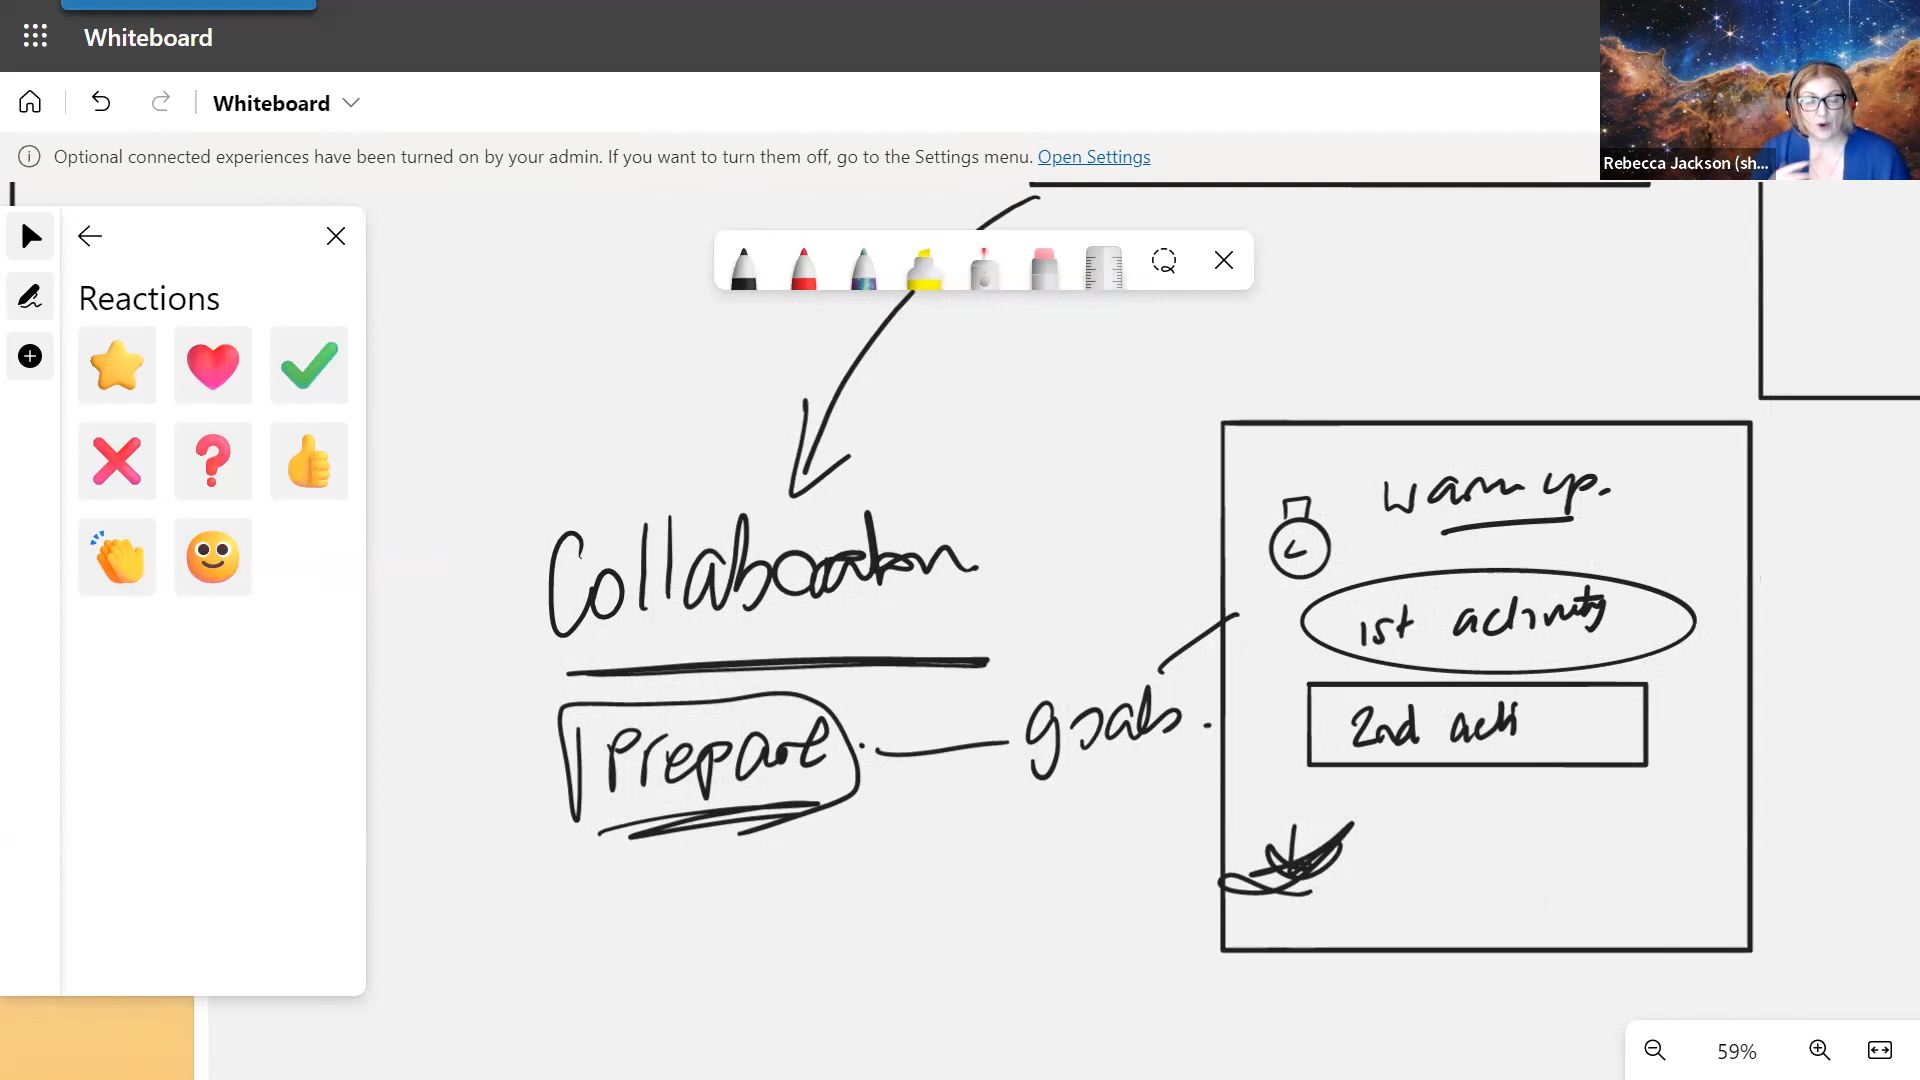 Whiteboard
Whiteboard
Optional connected experiences have been turned on by your admin. If you want to turn them off, go to the Settings menu. Open Settings
Rebecca Jackson (sh...
Reactions
Collaboration
warm up.
1st activity
2nd acti
Prepare
goals.
59%